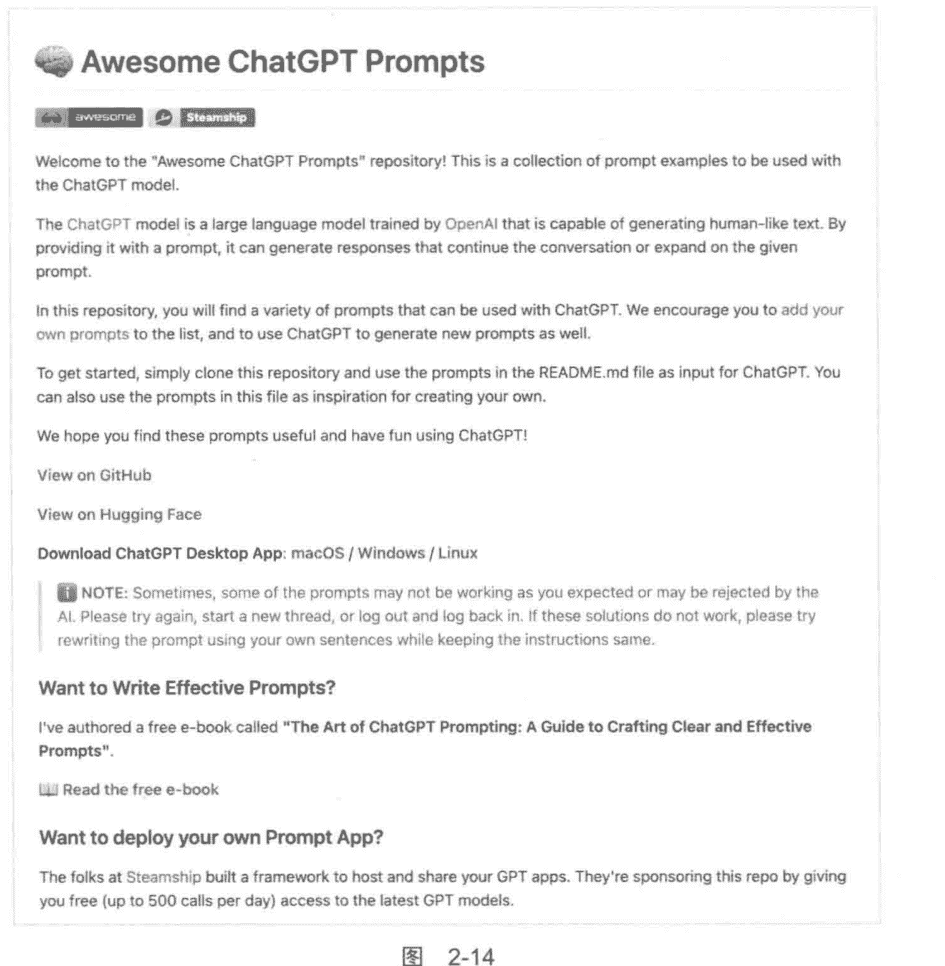 Awesome ChatGPT Prompts
awesome Steamship
Welcome to the "Awesome ChatGPT Prompts" repository! This is a collection of prompt examples to be used with
the ChatGPT model.
The ChatGPT model is a large language model trained by OpenAI that is capable of generating human-like text. By
providing it with a prompt, it can generate responses that continue the conversation or expand on the given
prompt.
In this repository, you will find a variety of prompts that can be used with ChatGPT. We encourage you to add your
own prompts to the list, and to use ChatGPT to generate new prompts as well.
To get started, simply clone this repository and use the prompts in the README.md file as input for ChatGPT. You
can also use the prompts in this file as inspiration for creating your own.
We hope you find these prompts useful and have fun using ChatGPT!
View on GitHub
View on Hugging Face
Download ChatGPT Desktop App: macOS / Windows / Linux
NOTE: Sometimes, some of the prompts may not be working as you expected or may be rejected by the
AI. Please try again, start a new thread, or log out and log back in. If these solutions do not work, please try
rewriting the prompt using your own sentences while keeping the instructions same.
Want to Write Effective Prompts?
I've authored a free e-book called "The Art of ChatGPT Prompting: A Guide to Crafting Clear and Effective
Prompts".
Read the free e-book
Want to deploy your own Prompt App?
The folks at Steamship built a framework to host and share your GPT apps. They're sponsoring this repo by giving
you free (up to 500 calls per day) access to the latest GPT models.
图 2-14